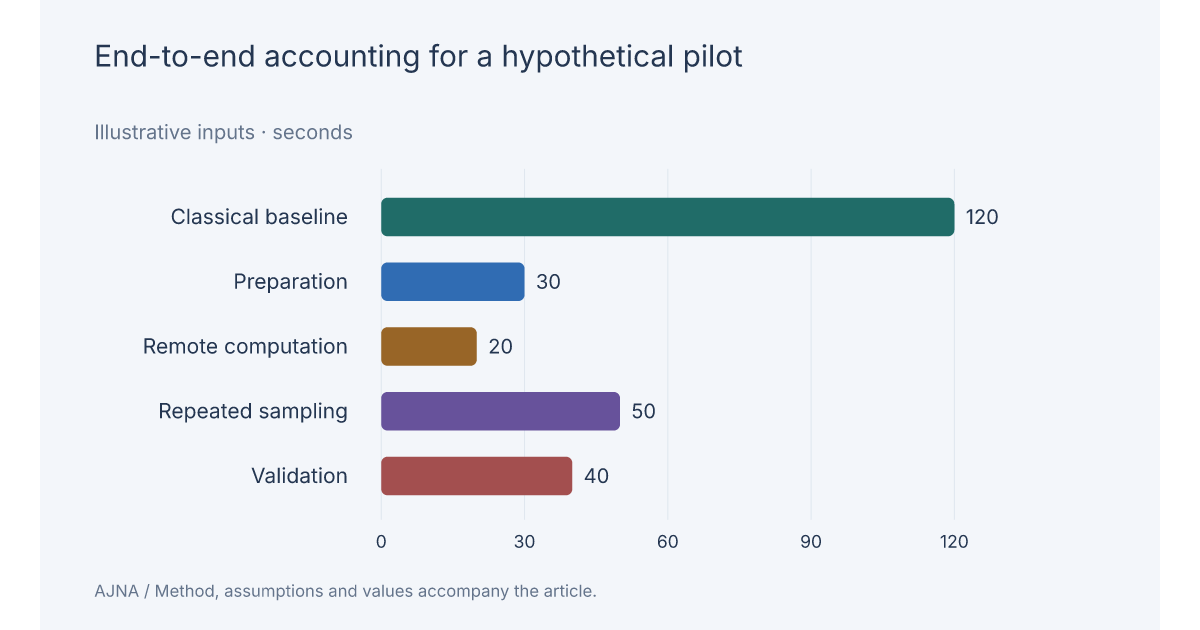 End-to-end accounting for a hypothetical pilot
Illustrative inputs · seconds
Classical baseline 120
Preparation 30
Remote computation 20
Repeated sampling 50
Validation 40
0 30 60 90 120
AJNA / Method, assumptions and values accompany the article.